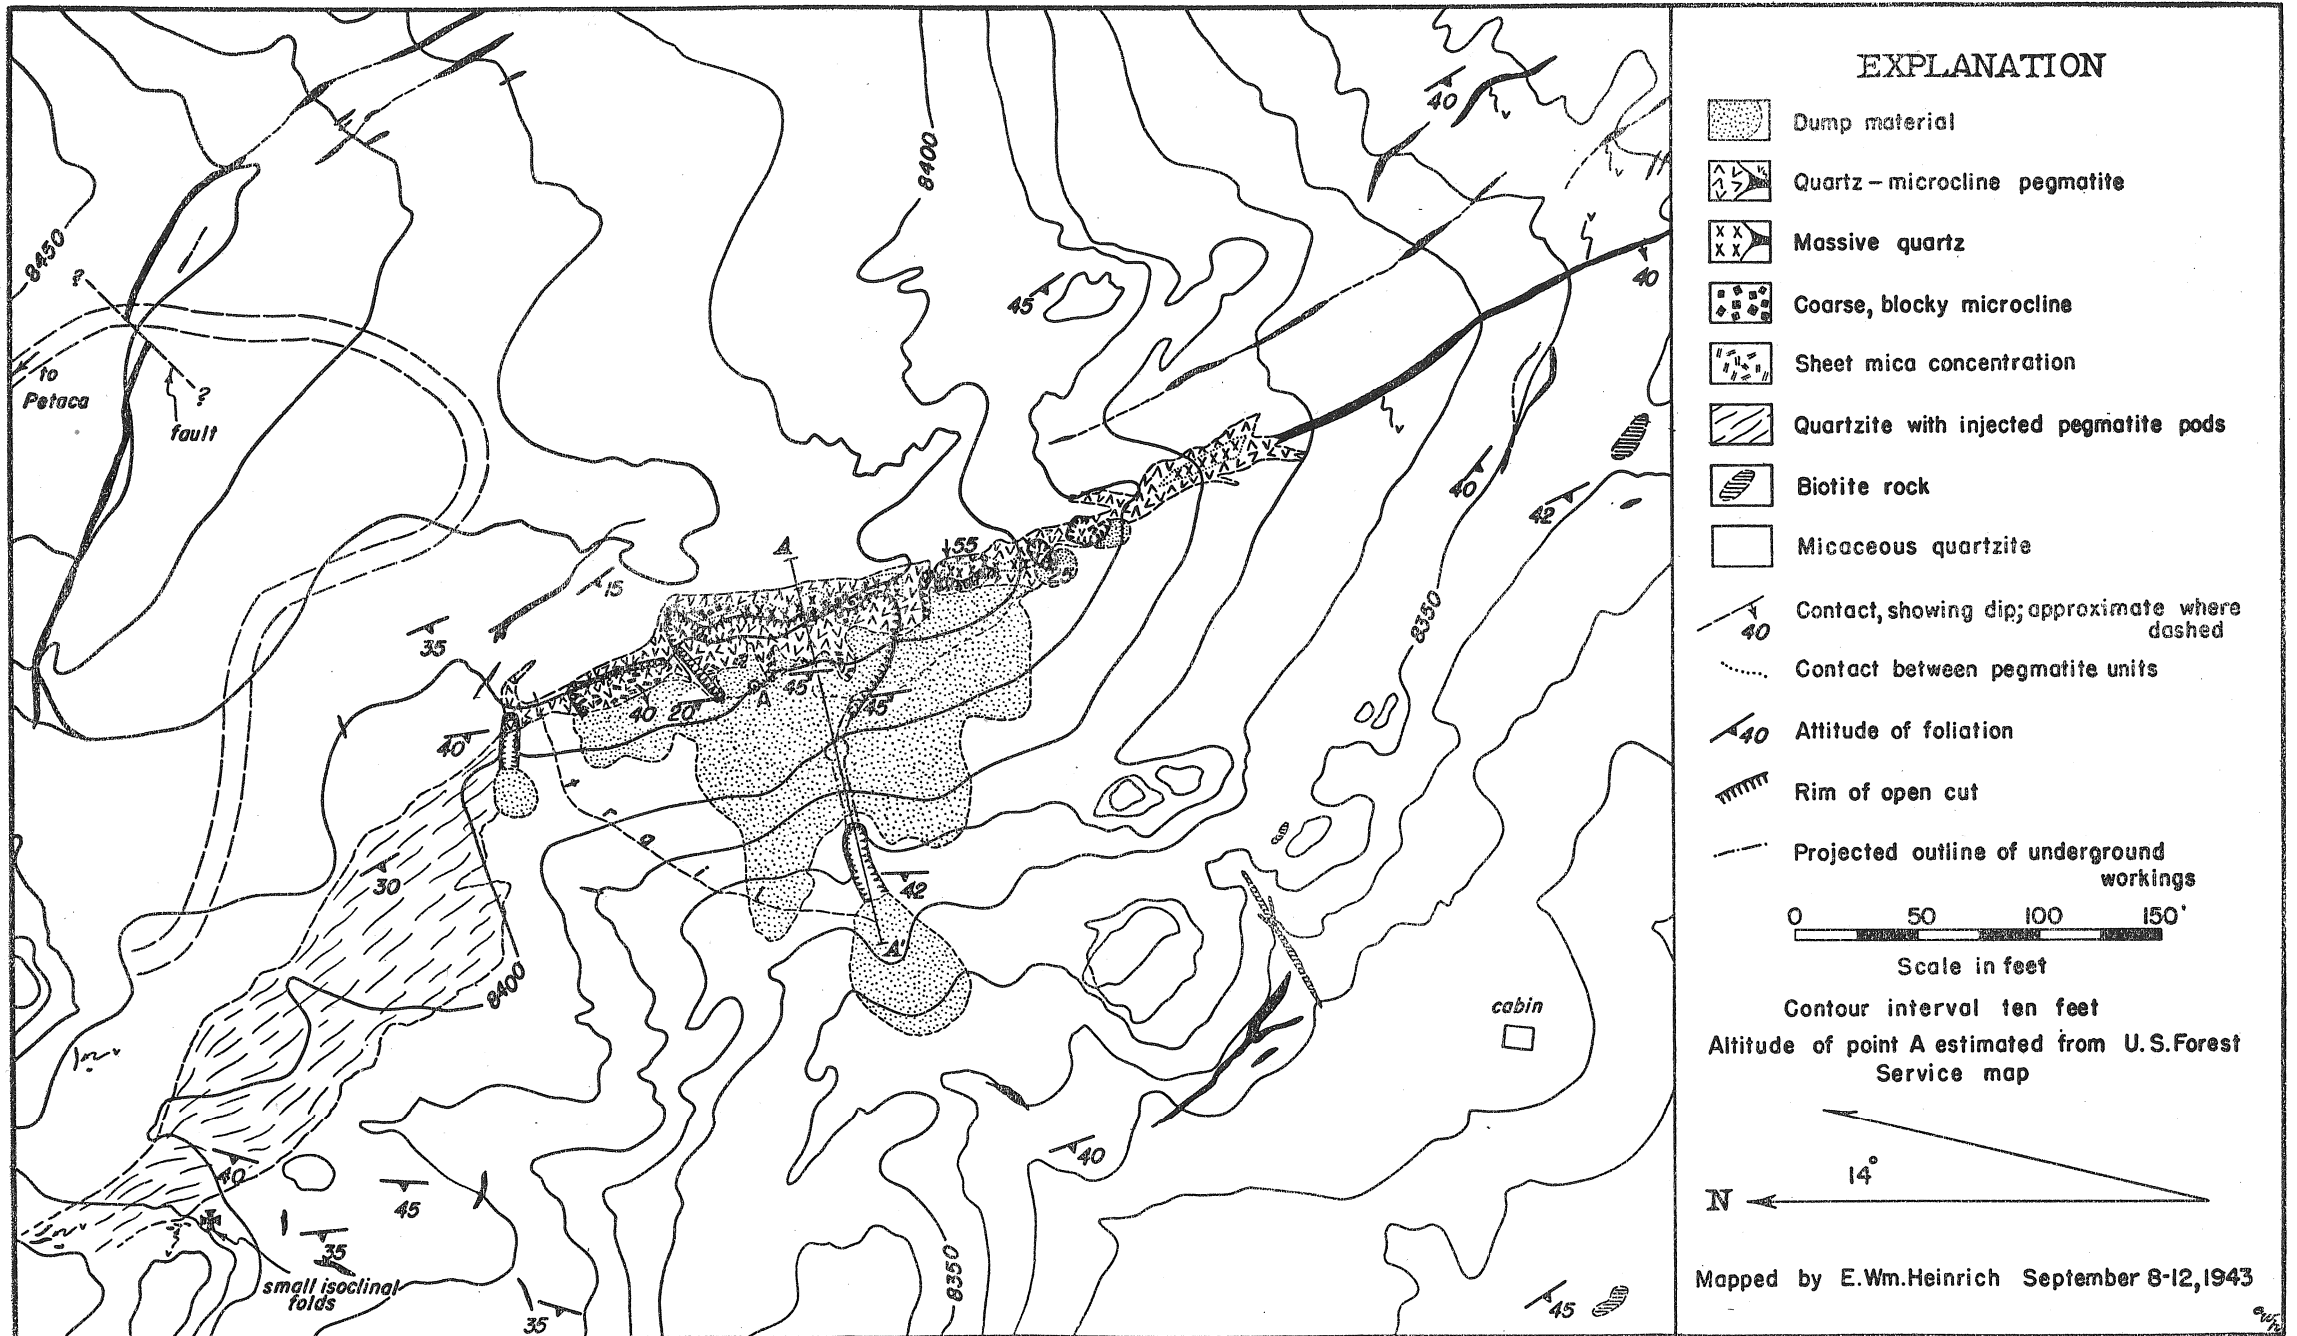 8450
?
to
Petaca
?
fault
8400
45
40
40
40
42
15
35
A
55
40
20
A
45
45
40
8350
30
42
A'
8400
cabin
40
40
45
35
small isoclinal
folds
35
8350
45
EXPLANATION
Dump material
Quartz-microcline pegmatite
Massive quartz
Coarse, blocky microcline
Sheet mica concentration
Quartzite with injected pegmatite pods
Biotite rock
Micaceous quartzite
Contact, showing dip; approximate where
dashed
40
Contact between pegmatite units
40
Attitude of foliation
Rim of open cut
Projected outline of underground
workings
0 50 100 150'
Scale in feet
Contour interval ten feet
Altitude of point A estimated from U.S. Forest
Service map
14°
N
Mapped by E.Wm.Heinrich September 8-12,1943